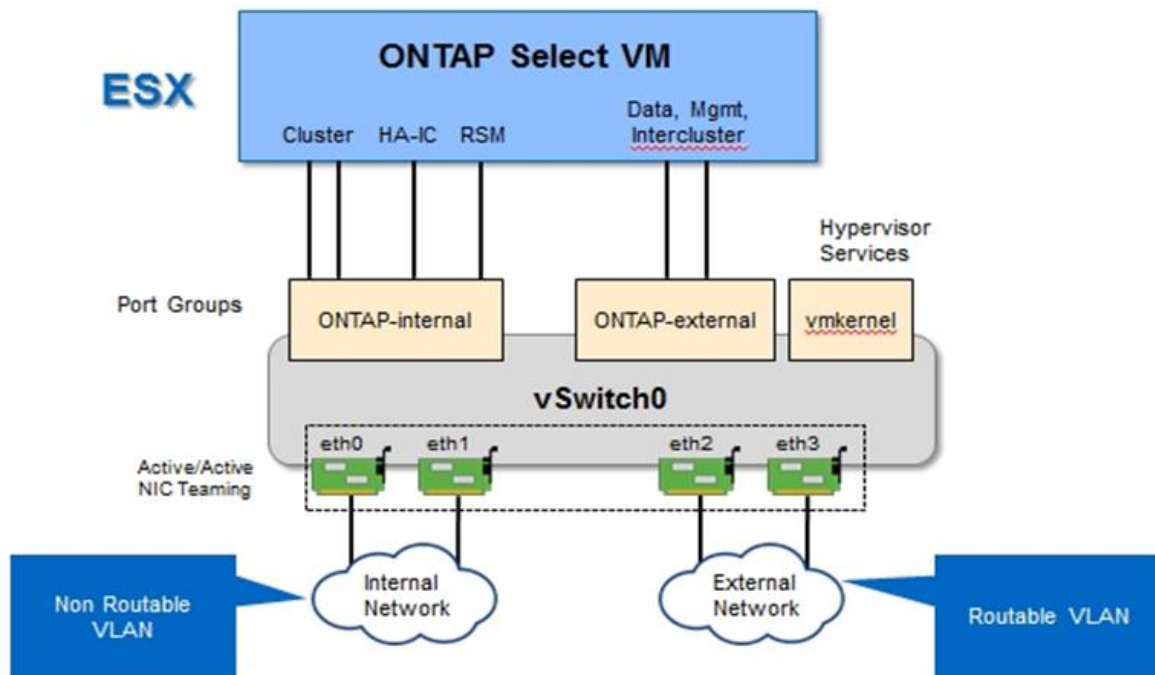 ONTAP Select VM
ESX
Data, Mgmt,
Cluster HA-IC RSM Intercluster
Hypervisor
Services
Port Groups
ONTAP-internal
ONTAP-external
vmkernel
vSwitch0
eth0
eth1
eth2
eth3
Active/Active
NIC Teaming
Internal
Network
External
Network
Non Routable
VLAN
Routable VLAN